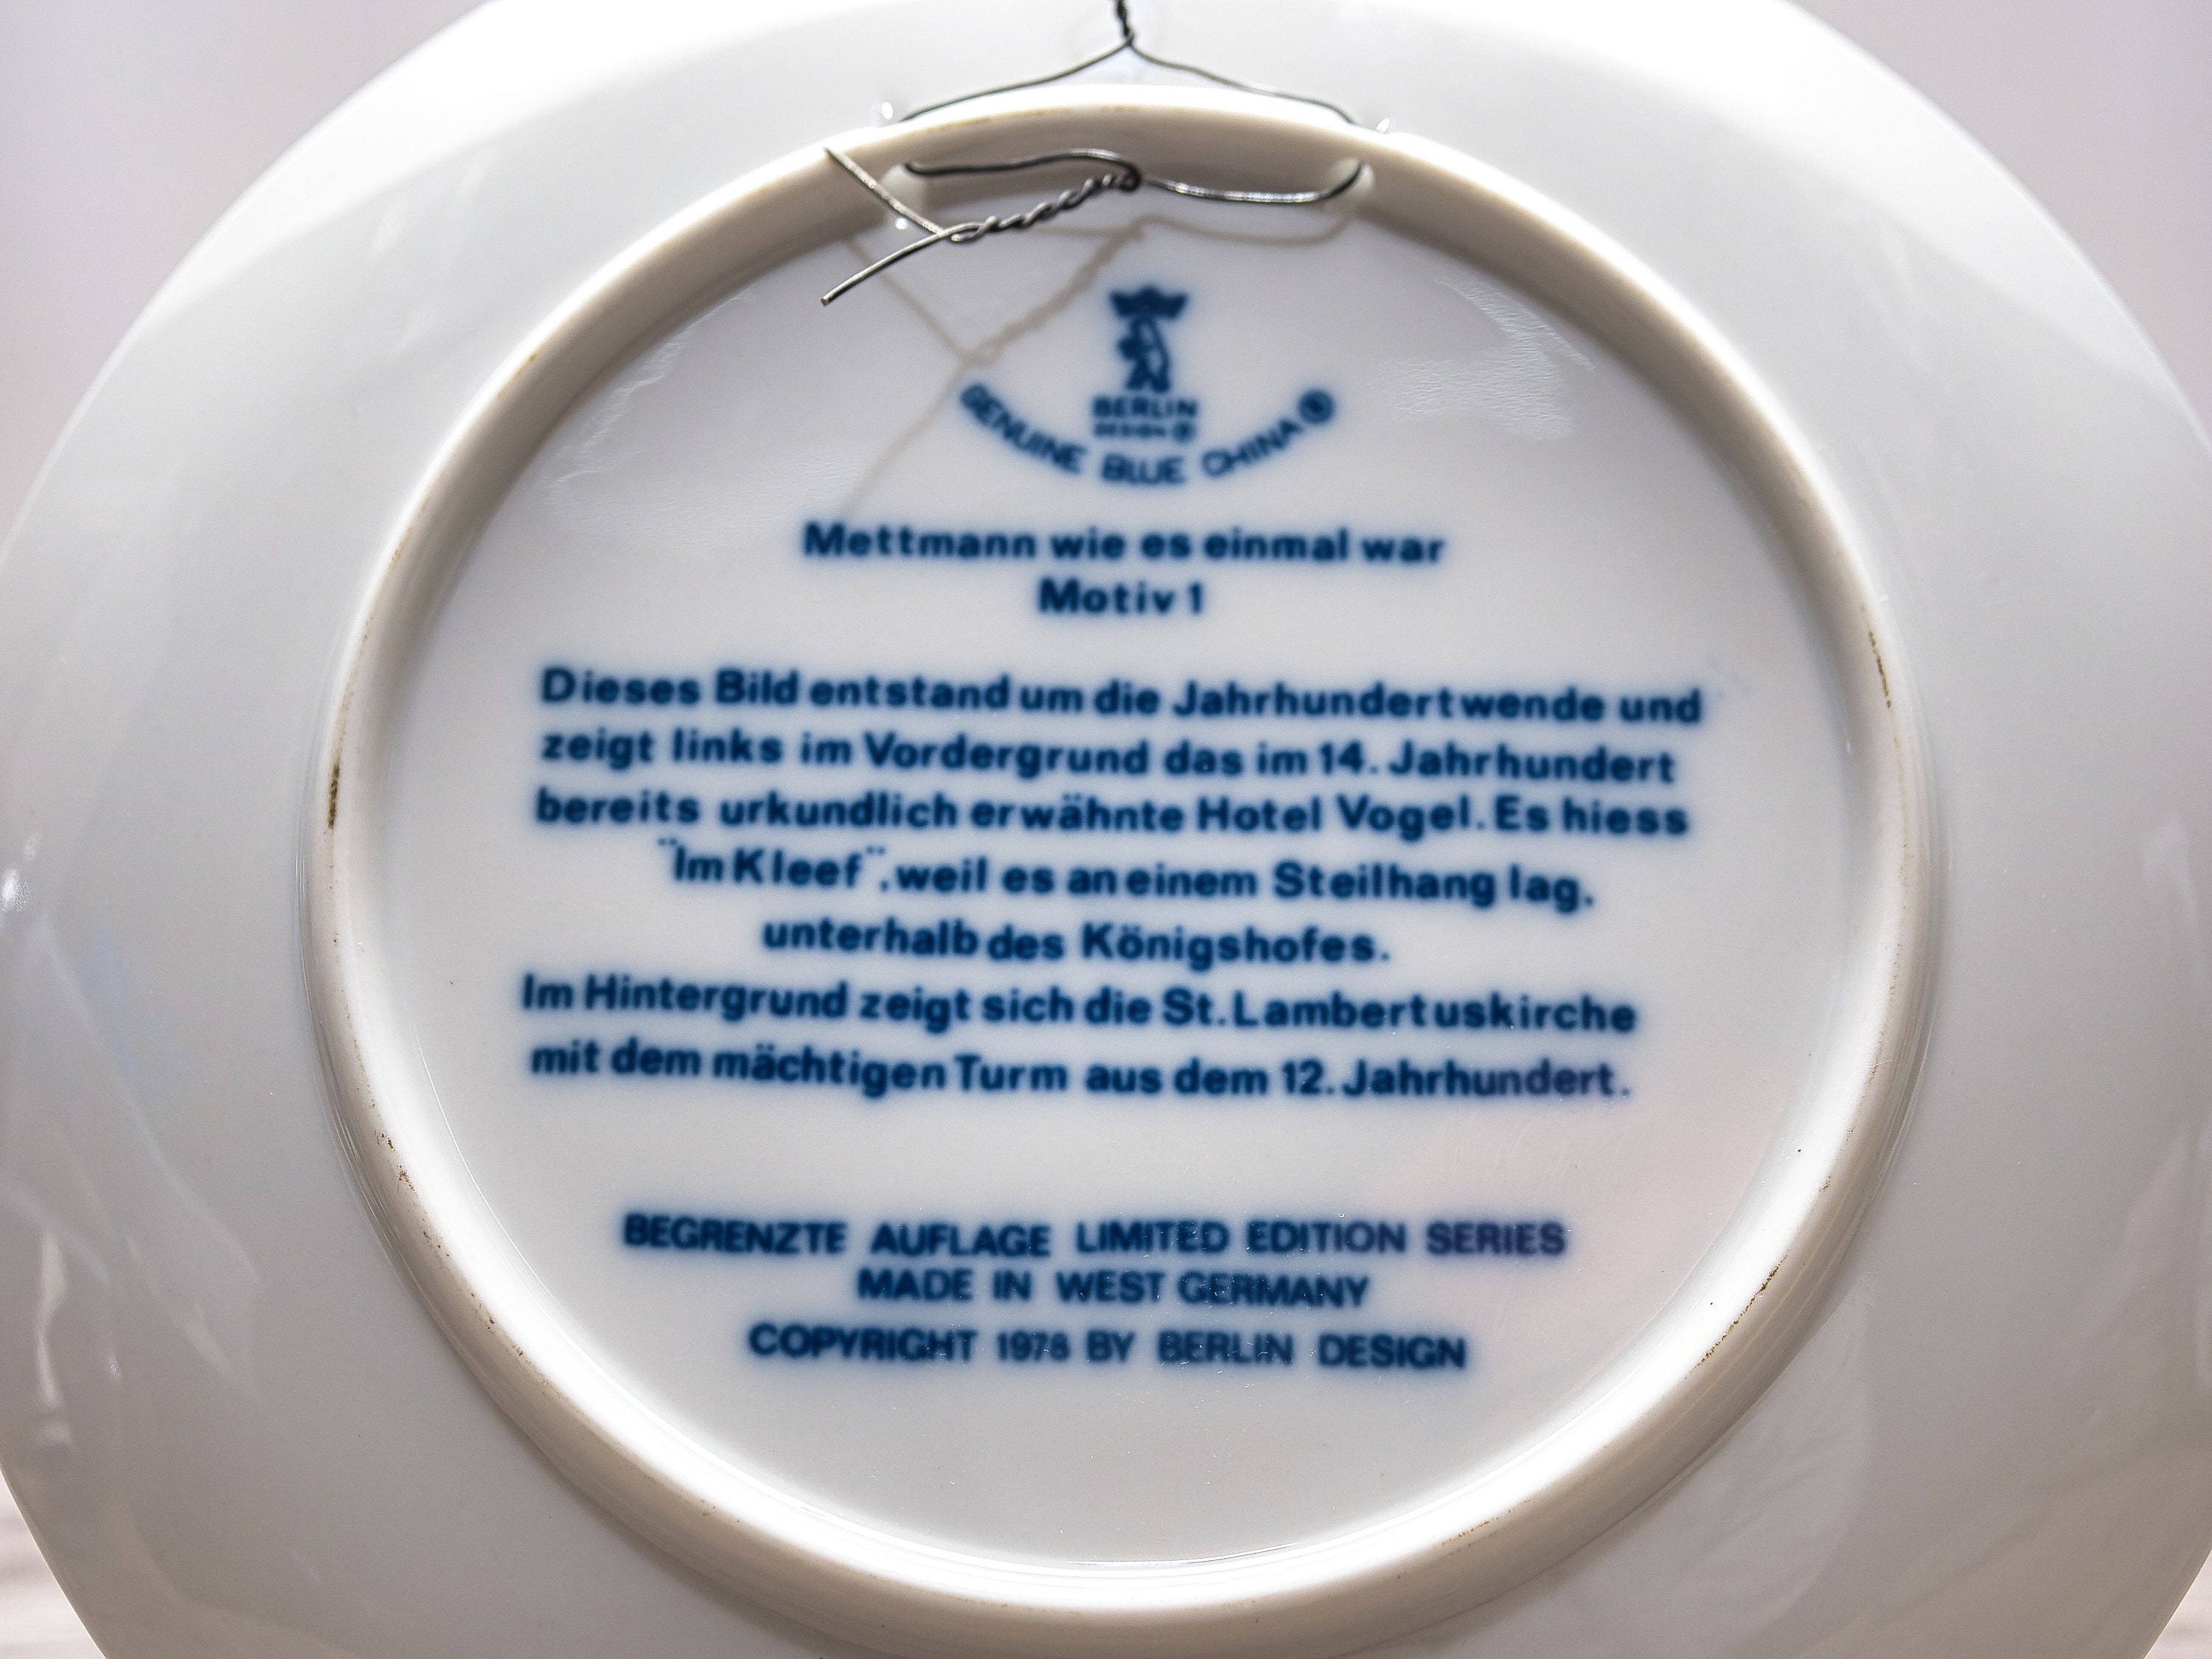 BERLIN
DESIGN
GENUINE BLUE CHINA
Mettmann wie es einmal war
Motiv 1
Dieses Bild entstand um die Jahrhundertwende und
zeigt links im Vordergrund das im 14. Jahrhundert
bereits urkundlich erwähnte Hotel Vogel. Es hiess
¨Im Kleef¨, weil es an einem Steilhang lag,
unterhalb des Königshofes.
Im Hintergrund zeigt sich die St. Lambertuskirche
mit dem mächtigen Turm aus dem 12. Jahrhundert.
BEGRENZTE AUFLAGE LIMITED EDITION SERIES
MADE IN WEST GERMANY
COPYRIGHT 1978 BY BERLIN DESIGN